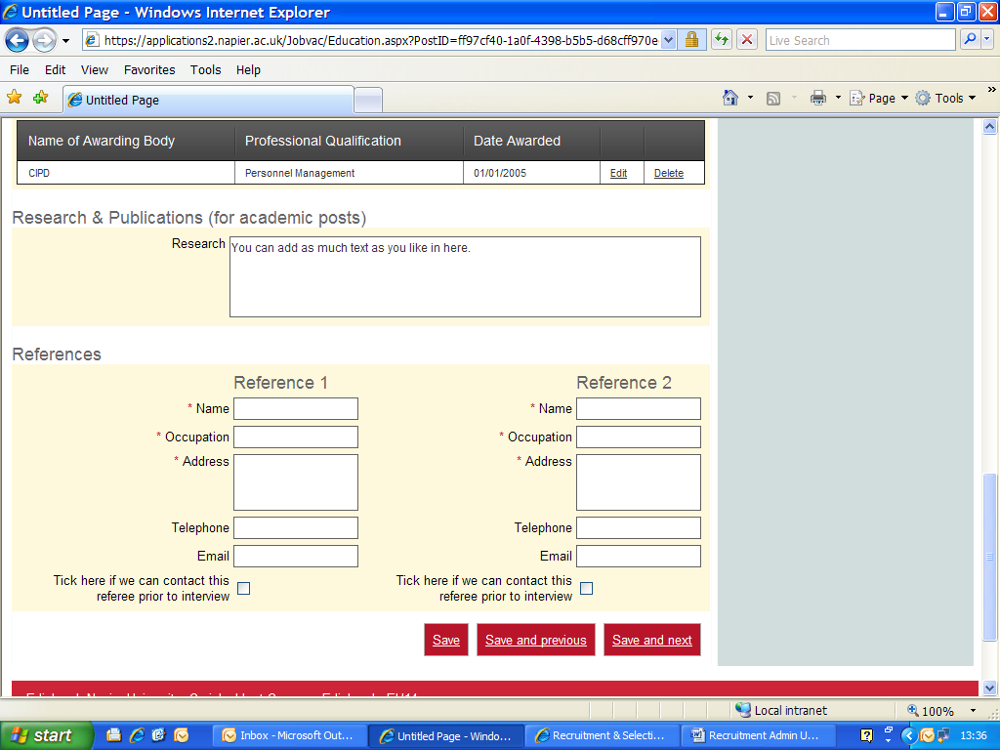 Untitled Page - Windows Internet Explorer
https://applications2.napier.ac.uk/Jobvac/Education.aspx?PostID=ff97cf40-1a0f-4398-b5b5-d68cff970e
Live Search
File Edit View Favorites Tools Help
Untitled Page
Page Tools
Name of Awarding Body Professional Qualification Date Awarded
CIPD Personnel Management 01/01/2005 Edit Delete
Research & Publications (for academic posts)
Research You can add as much text as you like in here.
References
Reference 1 Reference 2
* Name * Name
* Occupation * Occupation
* Address * Address
Telephone Telephone
Email Email
Tick here if we can contact this Tick here if we can contact this
referee prior to interview referee prior to interview
Save Save and previous Save and next
Local intranet 100%
start Inbox - Microsoft Out... Untitled Page - Windo... Recruitment & Selecti... Recruitment Admin U... 13:36